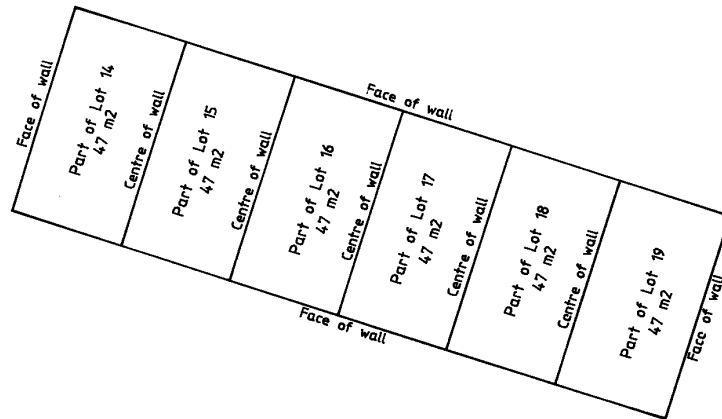 Face of wall
Part of Lot 14
47 m2
Centre of wall
Part of Lot 15
47 m2
Centre of wall
Face of wall
Part of Lot 16
47 m2
Centre of wall
Part of Lot 17
47 m2
Centre of wall
Part of Lot 18
47 m2
Centre of wall
Part of Lot 19
47 m2
Face of wall
Face of wall